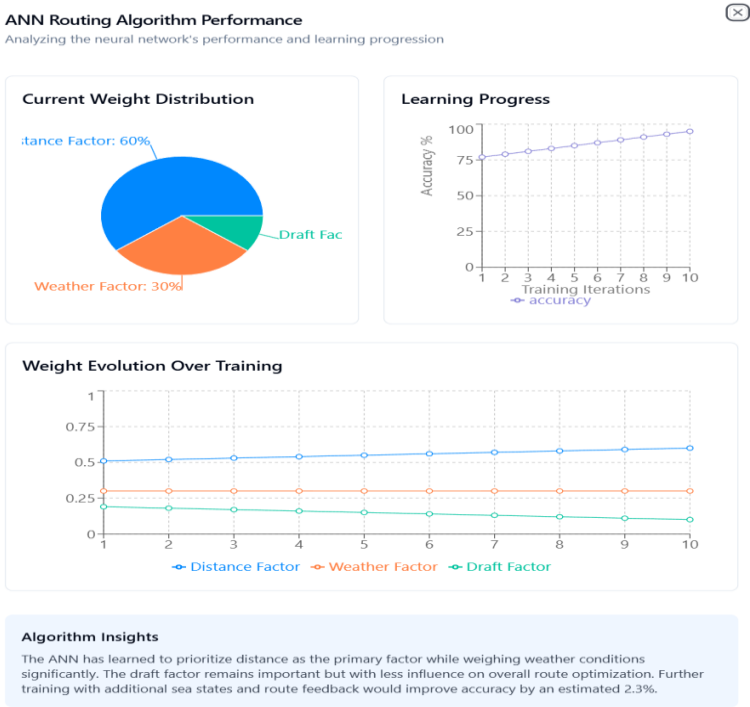 ANN Routing Algorithm Performance
Analyzing the neural network's performance and learning progression
Current Weight Distribution
:tance Factor: 60%
Draft Fac
Weather Factor: 30%
Learning Progress
Accuracy %
100
75
50
25
0
1 2 3 4 5 6 7 8 9 10
Training Iterations
accuracy
Weight Evolution Over Training
1
0.75
0.5
0.25
0
1 2 3 4 5 6 7 8 9 10
Distance Factor Weather Factor Draft Factor
Algorithm Insights
The ANN has learned to prioritize distance as the primary factor while weighing weather conditions
significantly. The draft factor remains important but with less influence on overall route optimization. Further
training with additional sea states and route feedback would improve accuracy by an estimated 2.3%.